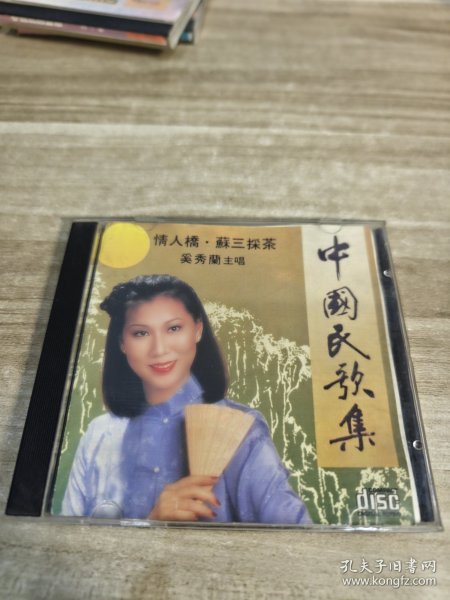 情人橋·蘇三採茶
奚秀蘭主唱
中國民歌集
disc
孔夫子旧书网
www.kongfz.com